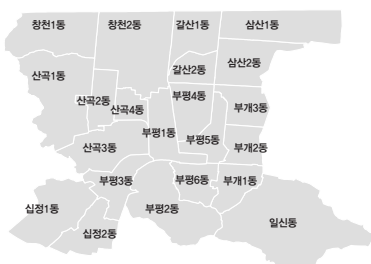 창천1동
창천2동
갈산1동
삼산1동
산곡1동
갈산2동
삼산2동
산곡2동
산곡4동
부평4동
부개3동
부평1동
산곡3동
부평5동
부개2동
부평3동
부평6동
부개1동
십정1동
부평2동
십정2동
일신동